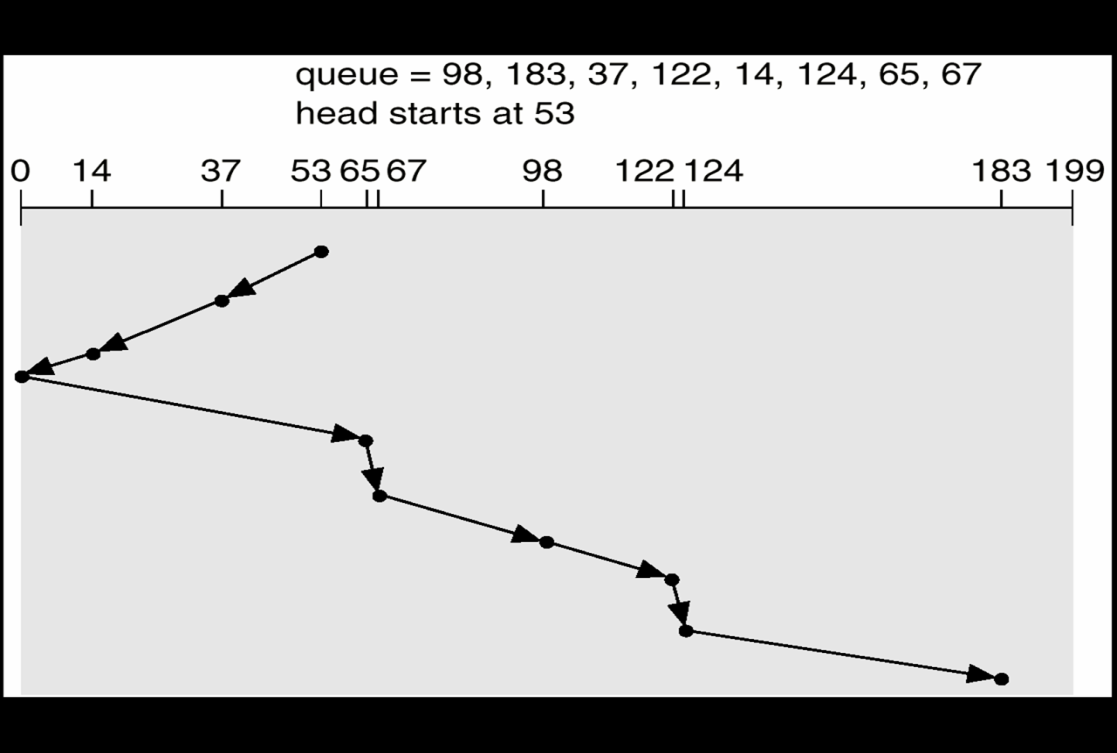 queue = 98, 183, 37, 122, 14, 124, 65, 67
head starts at 53
0 14 37 53 65 67 98 122 124 183 199